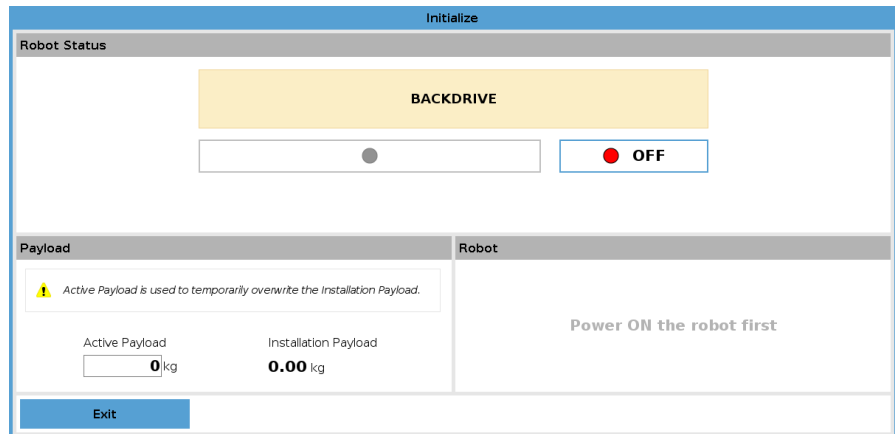 Initialize
Robot Status
BACKDRIVE
OFF
Payload
Active Payload is used to temporarily overwrite the Installation Payload.
Active Payload
Installation Payload
0 kg
0.00 kg
Robot
Power ON the robot first
Exit